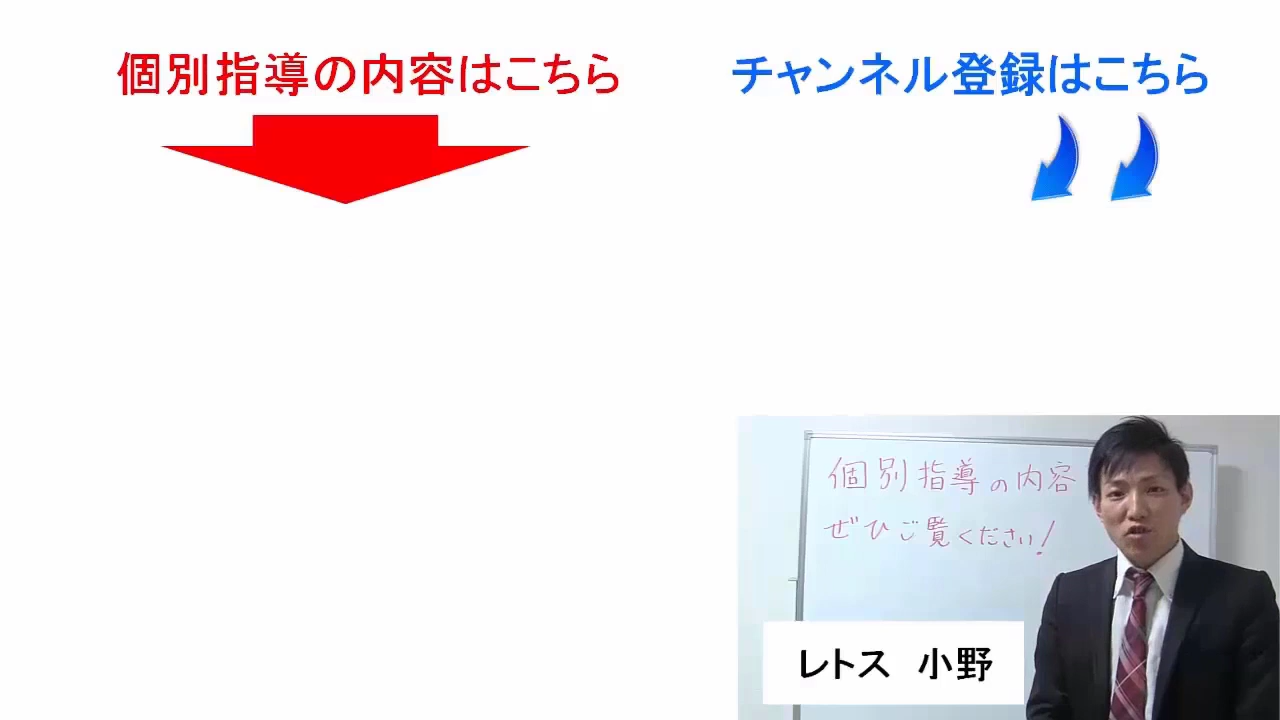 個別指導の内容はこちら
チャンネル登録はこちら
個別指導の内容
ぜひご覧ください!
レトス 小野